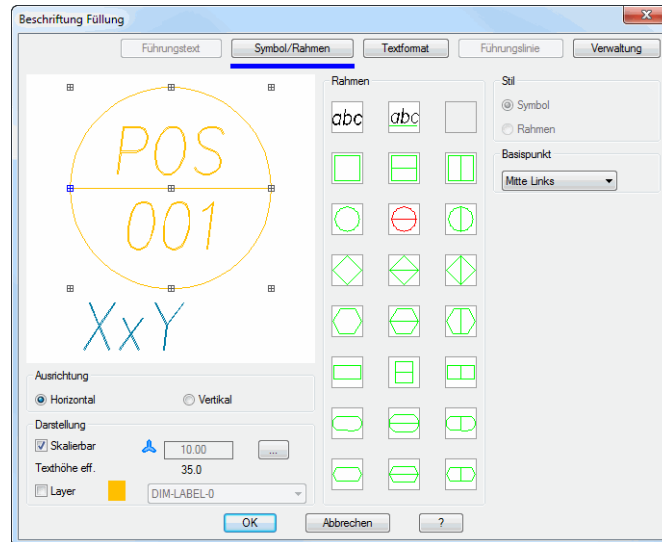 Beschriftung Füllung
Führungstext Symbol/Rahmen Textformat Führungslinie Verwaltung
POS
001
XxY
Rahmen
abc abc
Stil
Symbol
Rahmen
Basispunkt
Mitte Links
Ausrichtung
Horizontal Vertikal
Darstellung
Skalierbar 10.00 ...
Texthöhe eff. 35.0
Layer DIM-LABEL-0
OK Abbrechen ?